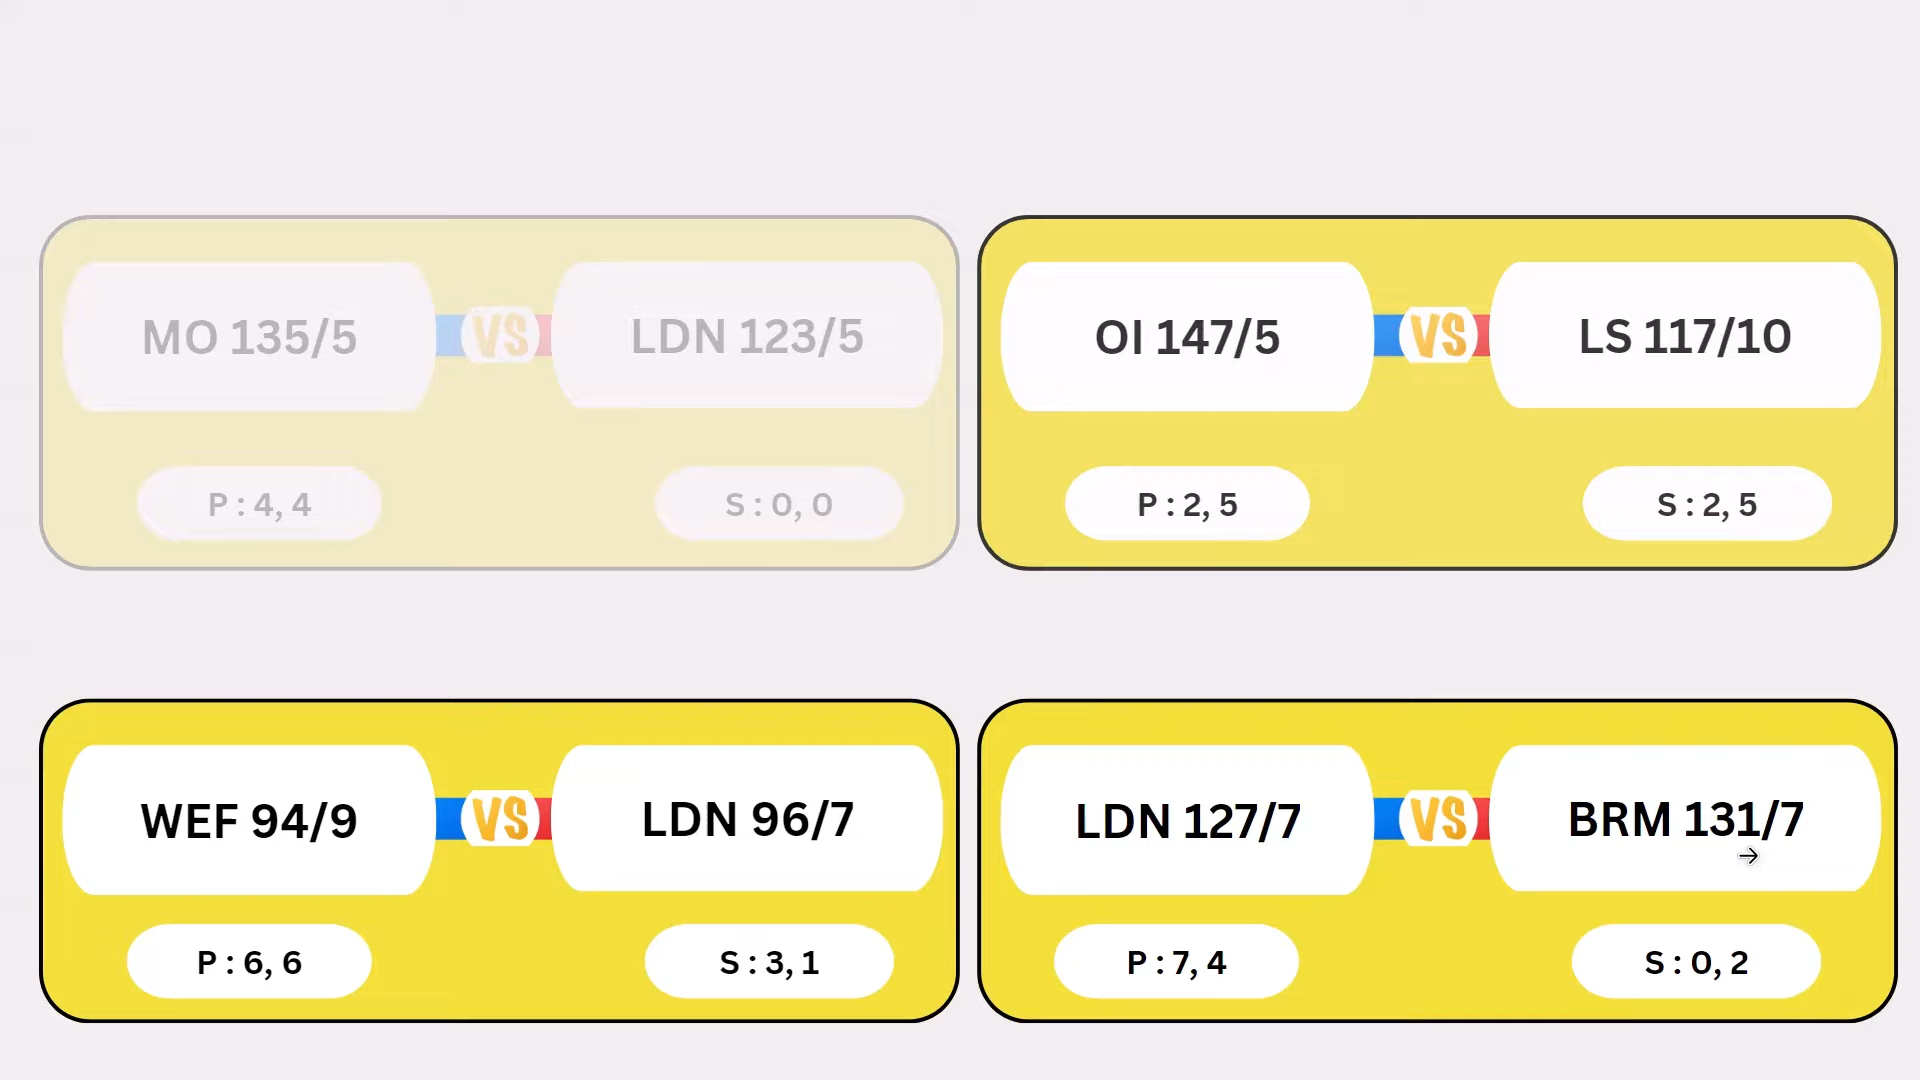 MO 135/5 VS LDN 123/5
P : 4, 4 S : 0, 0
OI 147/5 VS LS 117/10
P : 2, 5 S : 2, 5
WEF 94/9 VS LDN 96/7
P : 6, 6 S : 3, 1
LDN 127/7 VS BRM 131/7
P : 7, 4 S : 0, 2